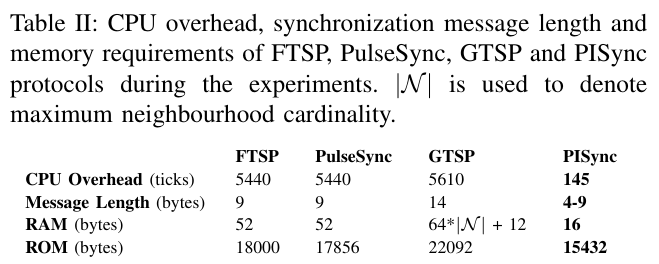 Table II: CPU overhead, synchronization message length and
memory requirements of FTSP, PulseSync, GTSP and PISync
protocols during the experiments. |𝒩| is used to denote
maximum neighbourhood cardinality.
FTSP PulseSync GTSP PISync
CPU Overhead (ticks) 5440 5440 5610 145
Message Length (bytes) 9 9 14 4-9
RAM (bytes) 52 52 64*|𝒩| + 12 16
ROM (bytes) 18000 17856 22092 15432